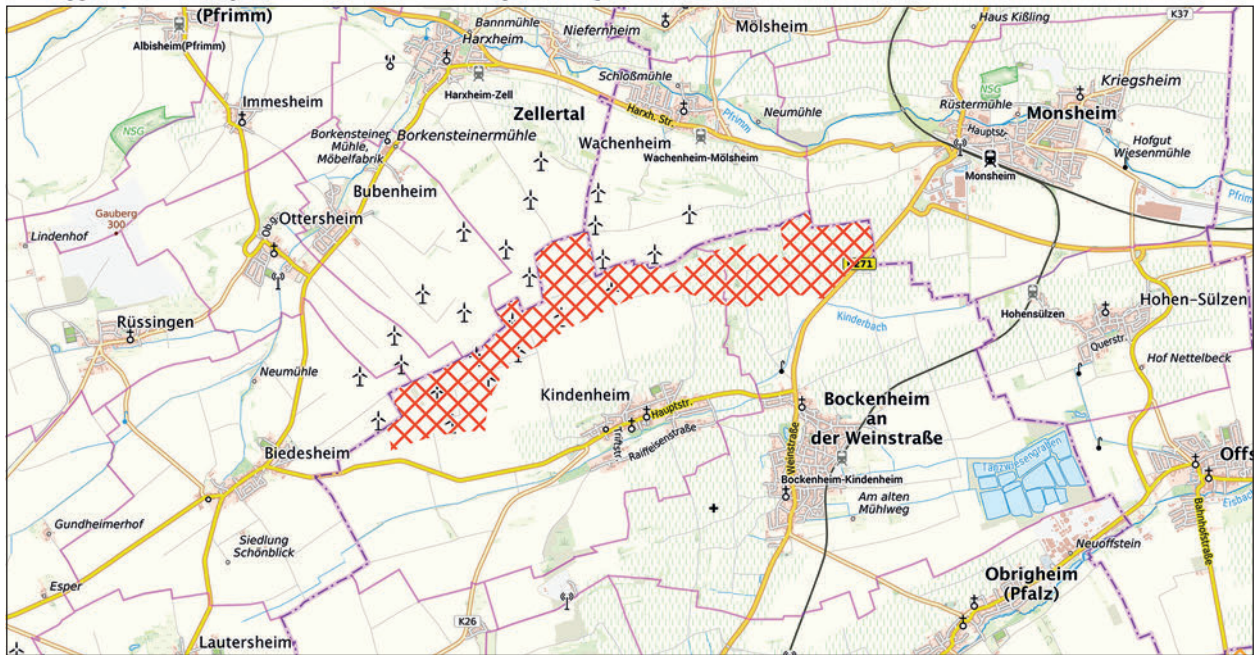 (Pfrimm)
Albisheim(Pfrimm)
Bannmühle
Harxheim
Niefernheim
Mölsheim
Haus Kißling
K37
Immesheim
NSG
Harxheim-Zell
Schloßmühle
Harxh. Str.
Pfrimm
Neumühle
NSG
Kriegsheim
Rüstermühle
Monsheim
Hauptstr.
Zellertal
Borkensteiner
Mühle,
Möbelfabrik
Borkensteinermühle
Wachenheim
Wachenheim-Mölsheim
Hofgut
Wiesenmühle
Monsheim
Bubenheim
Gauberg
300
Ottersheim
Lindenhof
271
Rüssingen
Kinderbach
Hohensülzen
Hohen-Sülzen
Querstr.
Hof Nettelbeck
Neumühle
Kindenheim
Hauptstr.
Triftstr
Raiffeisenstraße
Bockenheim
an
der Weinstraße
Weinstraße
Biedesheim
Bockenheim-Kindenheim
Tanzwiesengraben
Offs
Eisbach
Bahnhofstraße
Am alten
Mühlweg
Gundheimerhof
Siedlung
Schönblick
Neuoffstein
Esper
Obrigheim
(Pfalz)
K26
Lautersheim